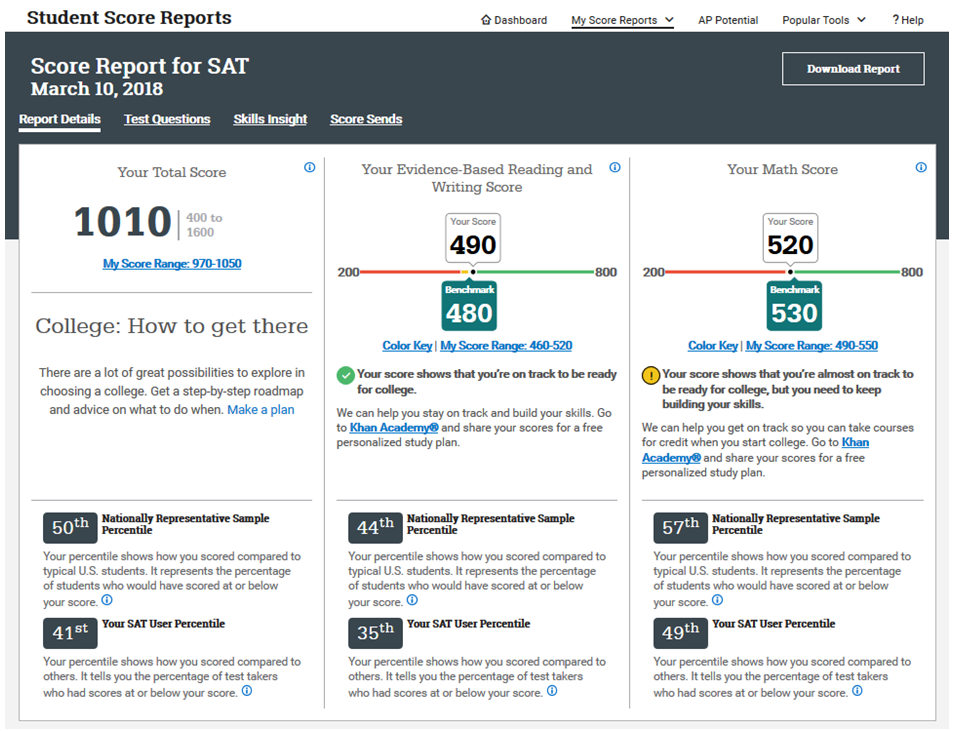 Student Score Reports
Dashboard My Score Reports AP Potential Popular Tools ? Help
Score Report for SAT
March 10, 2018
Download Report
Report Details Test Questions Skills Insight Score Sends
Your Total Score
1010 400 to
1600
My Score Range: 970-1050
College: How to get there
There are a lot of great possibilities to explore in
choosing a college. Get a step-by-step roadmap
and advice on what to do when. Make a plan
50th Nationally Representative Sample
Percentile
Your percentile shows how you scored compared to
typical U.S. students. It represents the percentage
of students who would have scored at or below
your score.
41st Your SAT User Percentile
Your percentile shows how you scored compared to
others. It tells you the percentage of test takers
who had scores at or below your score.
Your Evidence-Based Reading and
Writing Score
Your Score
490
200 800
Benchmark
480
Color Key | My Score Range: 460-520
Your score shows that you're on track to be ready
for college.
We can help you stay on track and build your skills. Go
to Khan Academy® and share your scores for a free
personalized study plan.
44th Nationally Representative Sample
Percentile
Your percentile shows how you scored compared to
typical U.S. students. It represents the percentage
of students who would have scored at or below
your score.
35th Your SAT User Percentile
Your percentile shows how you scored compared to
others. It tells you the percentage of test takers
who had scores at or below your score.
Your Math Score
Your Score
520
200 800
Benchmark
530
Color Key | My Score Range: 490-550
! Your score shows that you're almost on track to
be ready for college, but you need to keep
building your skills.
We can help you get on track so you can take courses
for credit when you start college. Go to Khan
Academy® and share your scores for a free
personalized study plan.
57th Nationally Representative Sample
Percentile
Your percentile shows how you scored compared to
typical U.S. students. It represents the percentage
of students who would have scored at or below
your score.
49th Your SAT User Percentile
Your percentile shows how you scored compared to
others. It tells you the percentage of test takers
who had scores at or below your score.